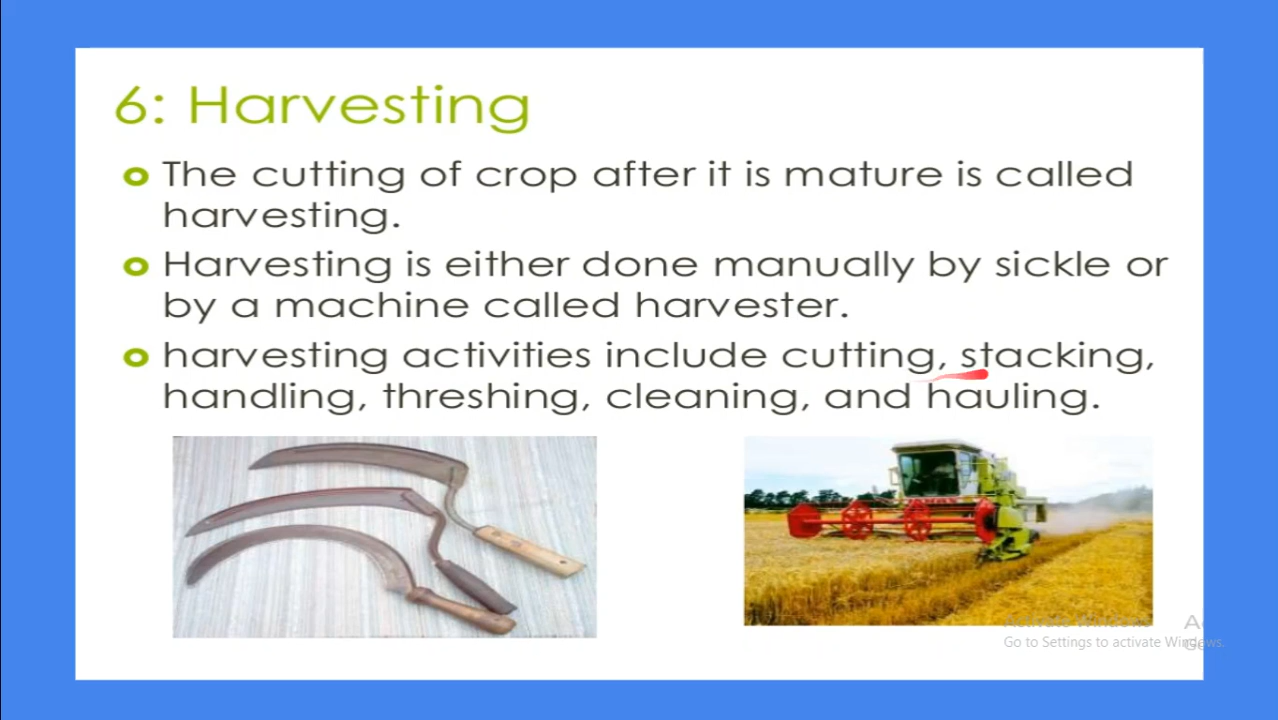 6: Harvesting
The cutting of crop after it is mature is called
harvesting.
Harvesting is either done manually by sickle or
by a machine called harvester.
harvesting activities include cutting, stacking,
handling, threshing, cleaning, and hauling.
Activate Windows
Go to Settings to activate Windows.